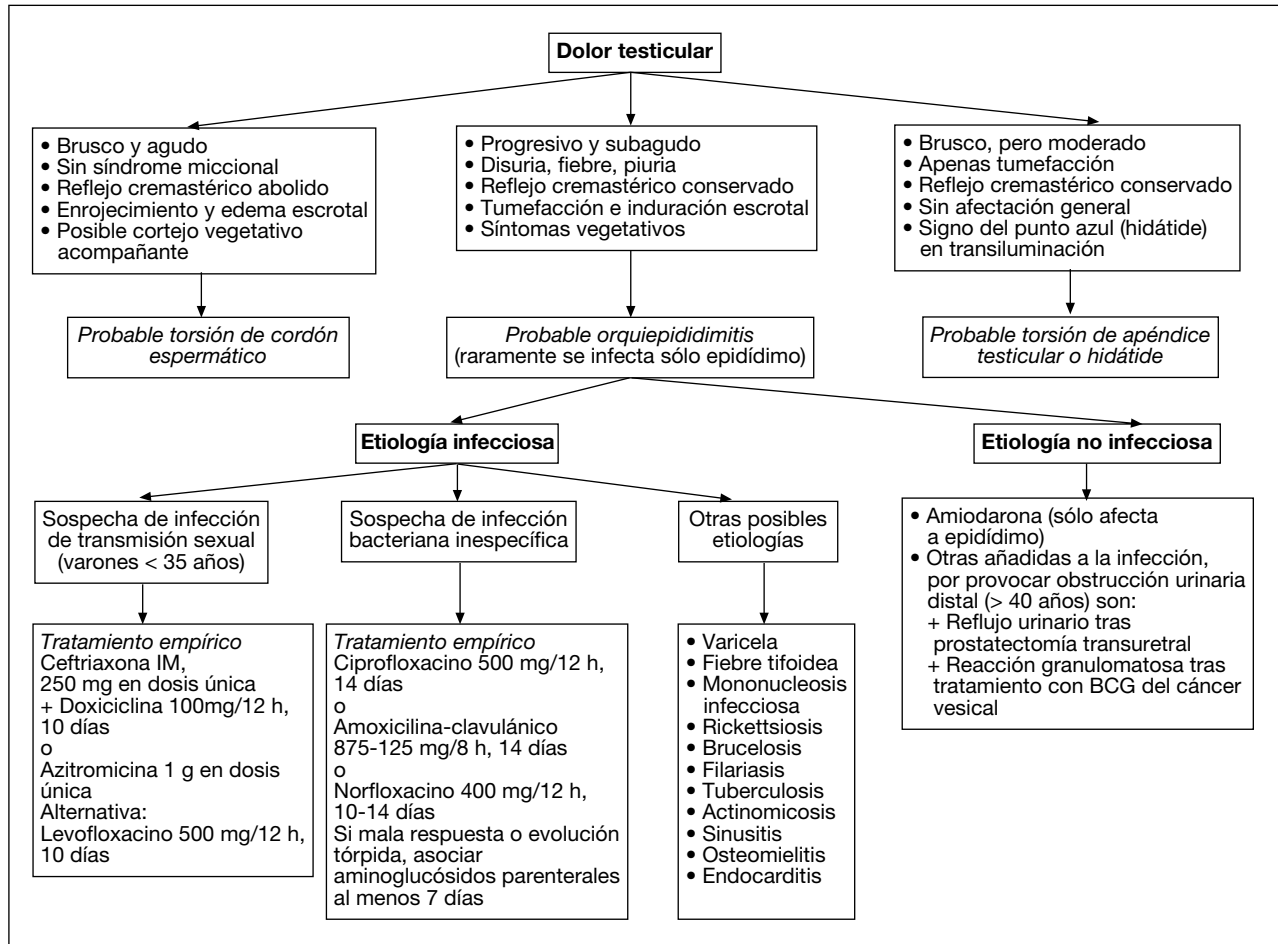 Dolor testicular
• Brusco y agudo
• Sin síndrome miccional
• Reflejo cremastérico abolido
• Enrojecimiento y edema escrotal
• Posible cortejo vegetativo
acompañante
• Progresivo y subagudo
• Disuria, fiebre, piuria
• Reflejo cremastérico conservado
• Tumefacción e induración escrotal
• Síntomas vegetativos
• Brusco, pero moderado
• Apenas tumefacción
• Reflejo cremastérico conservado
• Sin afectación general
• Signo del punto azul (hidátide)
en transiluminación
Probable torsión de cordón
espermático
Probable orquiepididimitis
(raramente se infecta sólo epidídimo)
Probable torsión de apéndice
testicular o hidátide
Etiología infecciosa
Etiología no infecciosa
Sospecha de infección
de transmisión sexual
(varones < 35 años)
Sospecha de infección
bacteriana inespecífica
Otras posibles
etiologías
• Amiodarona (sólo afecta
a epidídimo)
• Otras añadidas a la infección,
por provocar obstrucción urinaria
distal (> 40 años) son:
+ Reflujo urinario tras
prostatectomía transuretral
+ Reacción granulomatosa tras
tratamiento con BCG del cáncer
vesical
Tratamiento empírico
Ceftriaxona IM,
250 mg en dosis única
+ Doxiciclina 100mg/12 h,
10 días
o
Azitromicina 1 g en dosis
única
Alternativa:
Levofloxacino 500 mg/12 h,
10 días
Tratamiento empírico
Ciprofloxacino 500 mg/12 h,
14 días
o
Amoxicilina-clavulánico
875-125 mg/8 h, 14 días
o
Norfloxacino 400 mg/12 h,
10-14 días
Si mala respuesta o evolución
tórpida, asociar
aminoglucósidos parenterales
al menos 7 días
• Varicela
• Fiebre tifoidea
• Mononucleosis
infecciosa
• Rickettsiosis
• Brucelosis
• Filariasis
• Tuberculosis
• Actinomicosis
• Sinusitis
• Osteomielitis
• Endocarditis